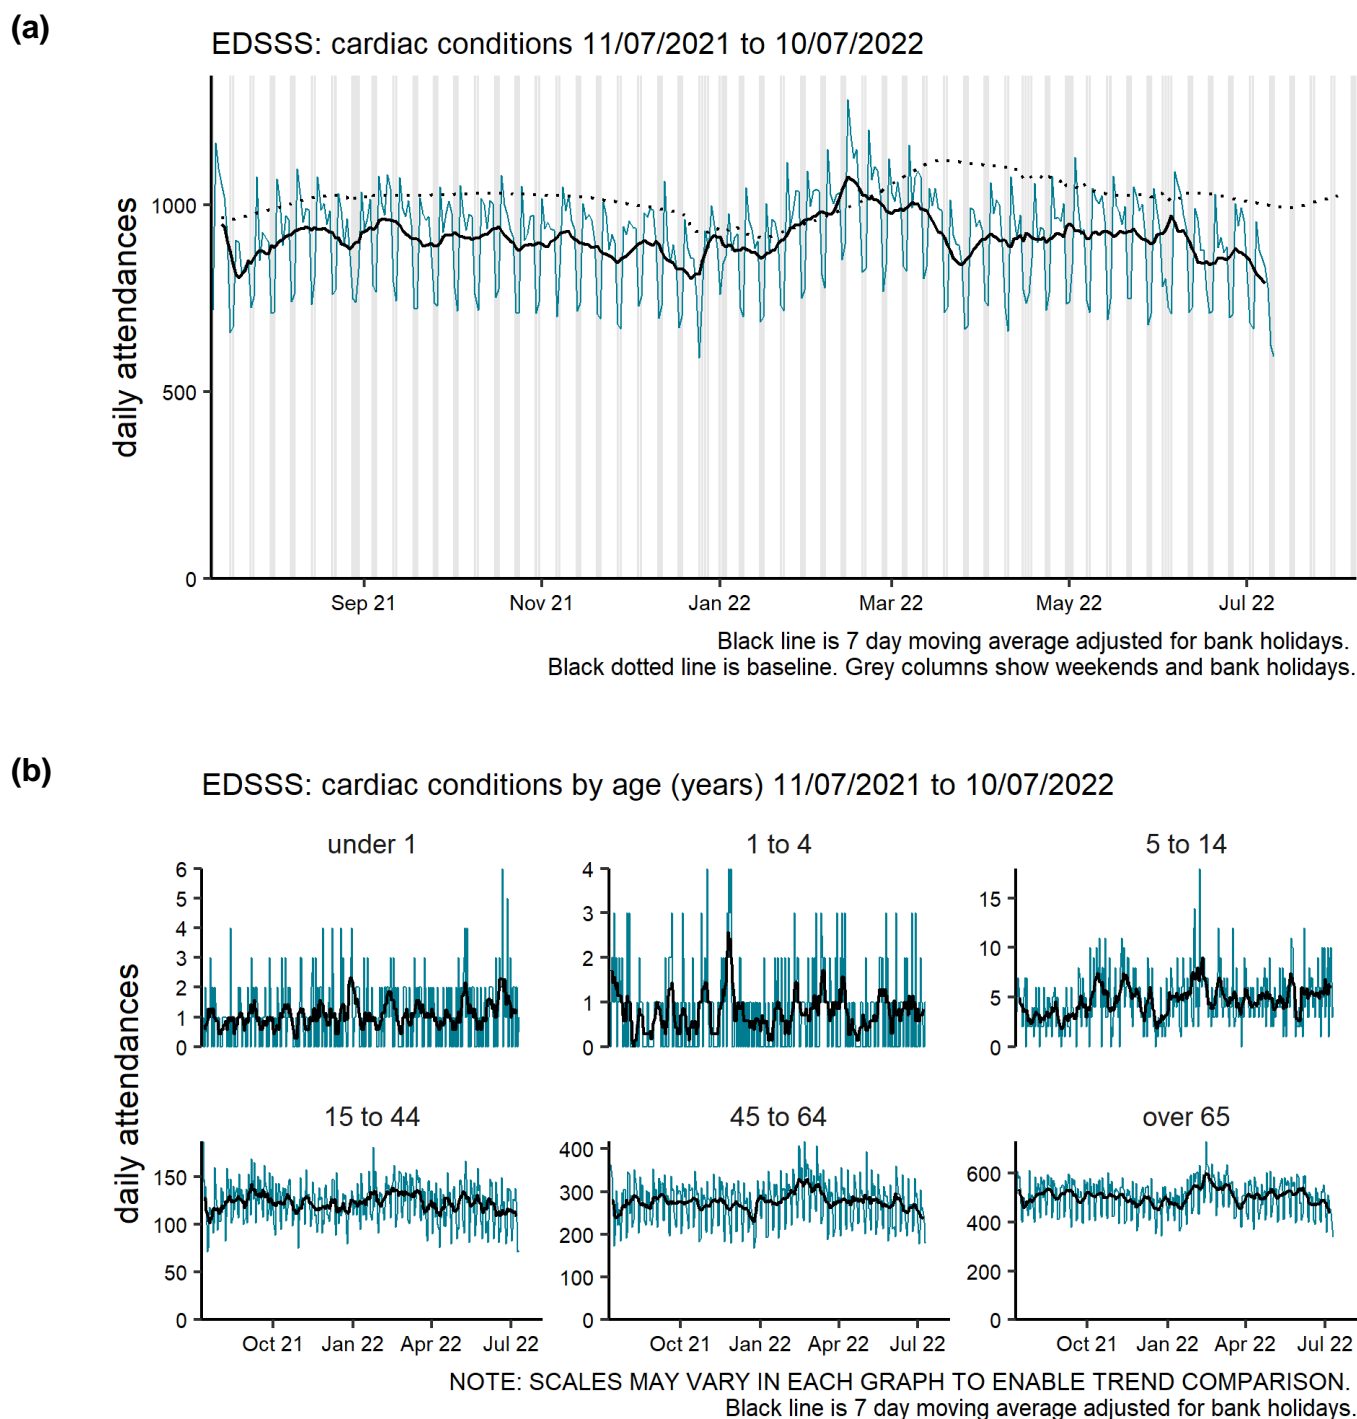 (a)
EDSSS: cardiac conditions 11/07/2021 to 10/07/2022
daily attendances
1000
500
0
Sep 21 Nov 21 Jan 22 Mar 22 May 22 Jul 22
Black line is 7 day moving average adjusted for bank holidays.
Black dotted line is baseline. Grey columns show weekends and bank holidays.
(b)
EDSSS: cardiac conditions by age (years) 11/07/2021 to 10/07/2022
daily attendances
under 1
6
5
4
3
2
1
0
1 to 4
4
3
2
1
0
5 to 14
15
10
5
0
15 to 44
150
100
50
0
Oct 21 Jan 22 Apr 22 Jul 22
45 to 64
400
300
200
100
0
Oct 21 Jan 22 Apr 22 Jul 22
over 65
600
400
200
0
Oct 21 Jan 22 Apr 22 Jul 22
NOTE: SCALES MAY VARY IN EACH GRAPH TO ENABLE TREND COMPARISON.
Black line is 7 day moving average adjusted for bank holidays.